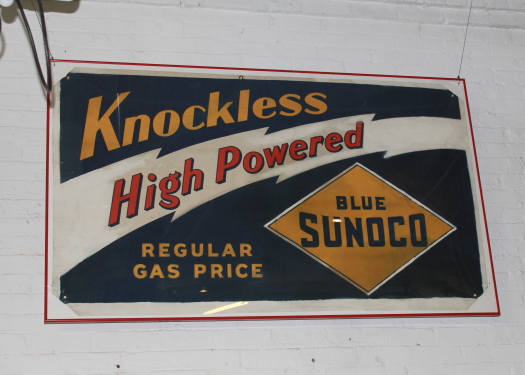 Knockless
High Powered
REGULAR
GAS PRICE
BLUE
SUNOCO